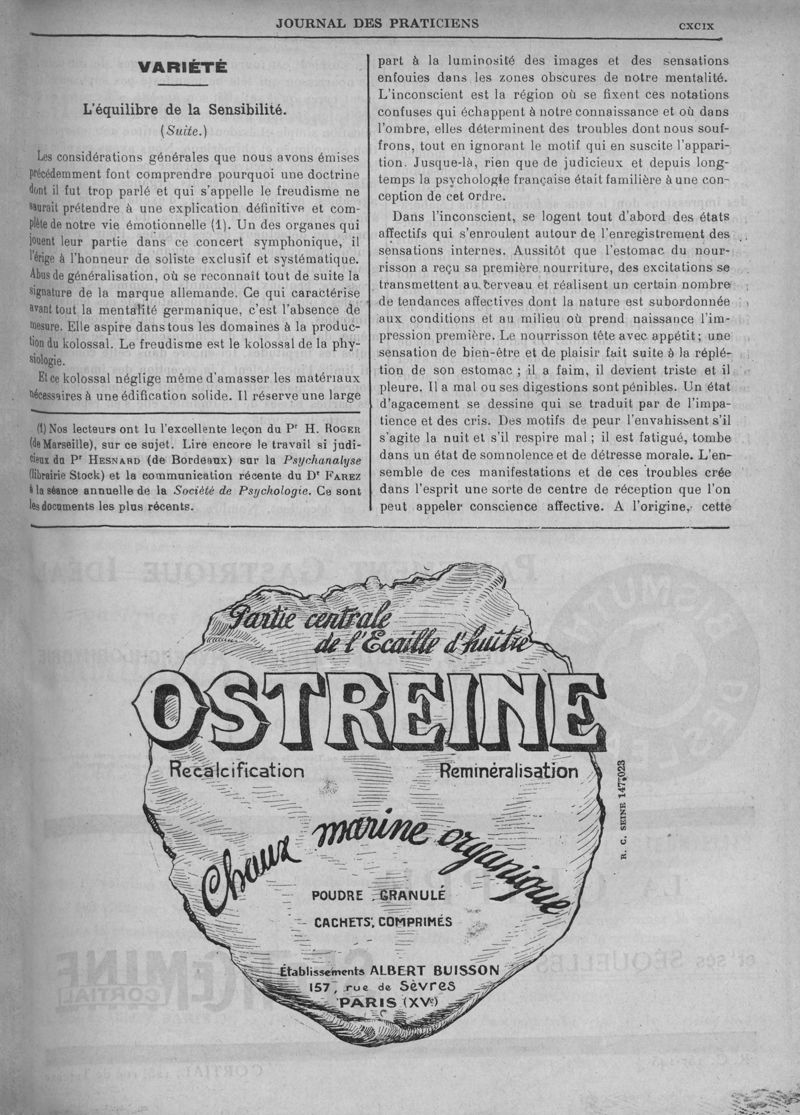 JOURNAL DES PRATICIENS
CXCIX
VARIÉTÉ
L'équilibre de la Sensibilité.
(Suite.)
Les considérations générales que nous avons émises
précédemment font comprendre pourquoi une doctrine
dont il fut trop parlé et qui s'appelle le freudisme ne
saurait prétendre à une explication définitive et com-
plète de notre vie émotionnelle (1). Un des organes qui
jouent leur partie dans ce concert symphonique, il
l'érige à l'honneur de soliste exclusif et systématique.
Abus de généralisation, où se reconnaît tout de suite la
signature de la marque allemande. Ce qui caractérise
avant tout la mentalité germanique, c'est l'absence de
mesure. Elle aspire dans tous les domaines à la produc-
tion du kolossal. Le freudisme est le kolossal de la phy-
siologie.
Et ce kolossal néglige même d'amasser les matériaux
nécessaires à une édification solide. Il réserve une large
(1) Nos lecteurs ont lu l'excellente leçon du Pr H. ROGER
(de Marseille), sur ce sujet. Lire encore le travail si judi-
cieux du Pr HESNARD (de Bordeaux) sur la Psychanalyse
(librairie Stock) et la communication récente du Dr FAREZ
à la séance annuelle de la Société de Psychologie. Ce sont
les documents les plus récents.
part à la luminosité des images et des sensations
enfouies dans les zones obscures de notre mentalité.
L'inconscient est la région où se fixent ces notations
confuses qui échappent à notre connaissance et où dans
l'ombre, elles déterminent des troubles dont nous souf-
frons, tout en ignorant le motif qui en suscite l'appari-
tion. Jusque-là, rien que de judicieux et depuis long-
temps la psychologie française était familière à une con-
ception de cet ordre.
Dans l'inconscient, se logent tout d'abord des états
affectifs qui s'enroulent autour de l'enregistrement des
sensations internes. Aussitôt que l'estomac du nour-
risson a reçu sa première nourriture, des excitations se
transmettent au cerveau et réalisent un certain nombre
de tendances affectives dont la nature est subordonnée
aux conditions et au milieu où prend naissance l'im-
pression première. Le nourrisson tête avec appétit ; une
sensation de bien-être et de plaisir fait suite à la réplé-
tion de son estomac ; il a faim, il devient triste et il
pleure. Il a mal ou ses digestions sont pénibles. Un état
d'agacement se dessine qui se traduit par de l'impa-
tience et des cris. Des motifs de peur l'envahissent s'il
s'agite la nuit et s'il respire mal ; il est fatigué, tombe
dans un état de somnolence et de détresse morale. L'en-
semble de ces manifestations et de ces troubles crée
dans l'esprit une sorte de centre de réception que l'on
peut appeler conscience affective. A l'origine, cette
Partie centrale
de l'Ecaille d'huître
OSTREINE
Recalcification Reminéralisation
Chaux marine organique
POUDRE, GRANULÉ
CACHETS, COMPRIMÉS
Établissements ALBERT BUISSON
157, rue de Sèvres
PARIS (XVe)
R. C. SEINE 147,023